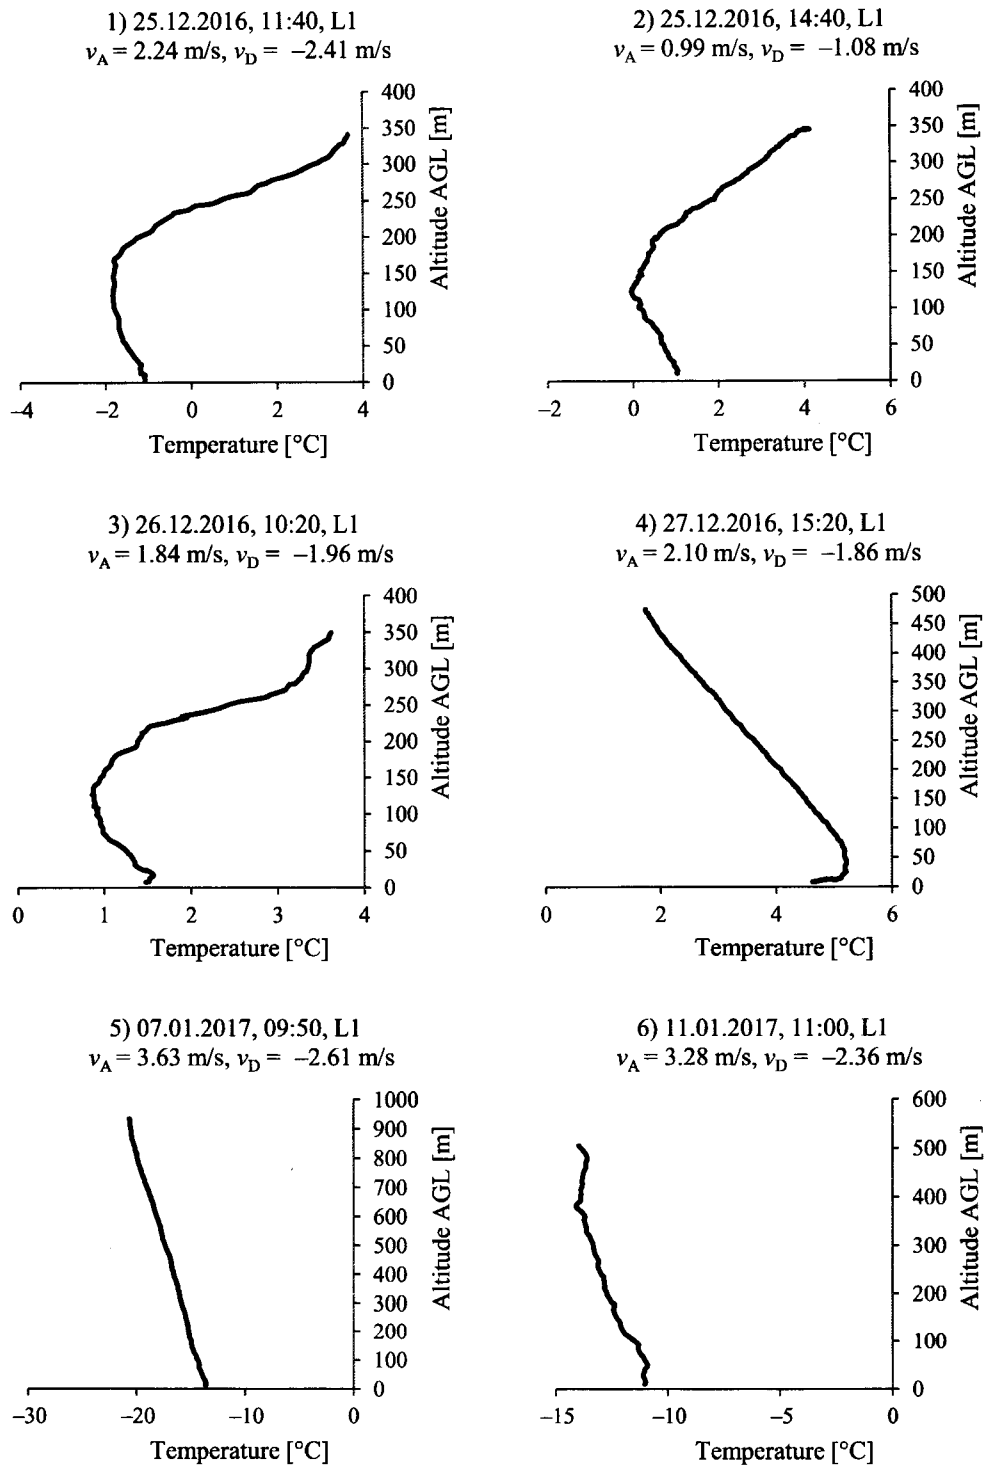 1) 25.12.2016, 11:40, L1
vA = 2.24 m/s, vD = −2.41 m/s
400
350
300
250
200
150
100
50
0
Altitude AGL [m]
−4 −2 0 2 4
Temperature [°C]
2) 25.12.2016, 14:40, L1
vA = 0.99 m/s, vD = −1.08 m/s
400
350
300
250
200
150
100
50
0
Altitude AGL [m]
−2 0 2 4 6
Temperature [°C]
3) 26.12.2016, 10:20, L1
vA = 1.84 m/s, vD = −1.96 m/s
400
350
300
250
200
150
100
50
0
Altitude AGL [m]
0 1 2 3 4
Temperature [°C]
4) 27.12.2016, 15:20, L1
vA = 2.10 m/s, vD = −1.86 m/s
500
450
400
350
300
250
200
150
100
50
0
Altitude AGL [m]
0 2 4 6
Temperature [°C]
5) 07.01.2017, 09:50, L1
vA = 3.63 m/s, vD = −2.61 m/s
1000
900
800
700
600
500
400
300
200
100
0
Altitude AGL [m]
−30 −20 −10 0
Temperature [°C]
6) 11.01.2017, 11:00, L1
vA = 3.28 m/s, vD = −2.36 m/s
600
500
400
300
200
100
0
Altitude AGL [m]
−15 −10 −5 0
Temperature [°C]